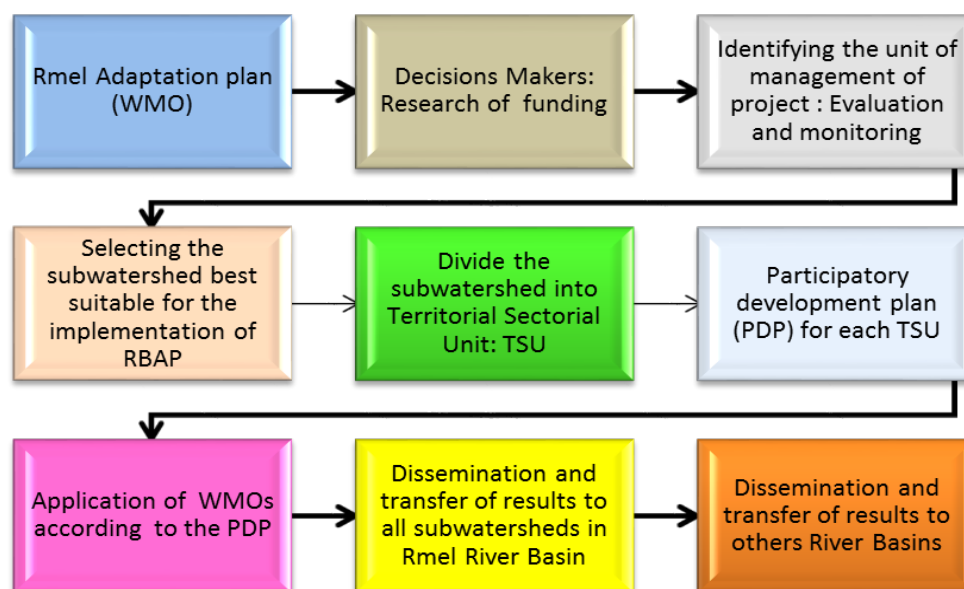 Rmel Adaptation plan
(WMO)
Decisions Makers:
Research of funding
Identifying the unit of
management of
project : Evaluation
and monitoring
Selecting the
subwatershed best
suitable for the
implementation of
RBAP
Divide the
subwatershed into
Territorial Sectorial
Unit: TSU
Participatory
development plan
(PDP) for each TSU
Application of WMOs
according to the PDP
Dissemination and
transfer of results to
all subwatersheds in
Rmel River Basin
Dissemination and
transfer of results to
others River Basins